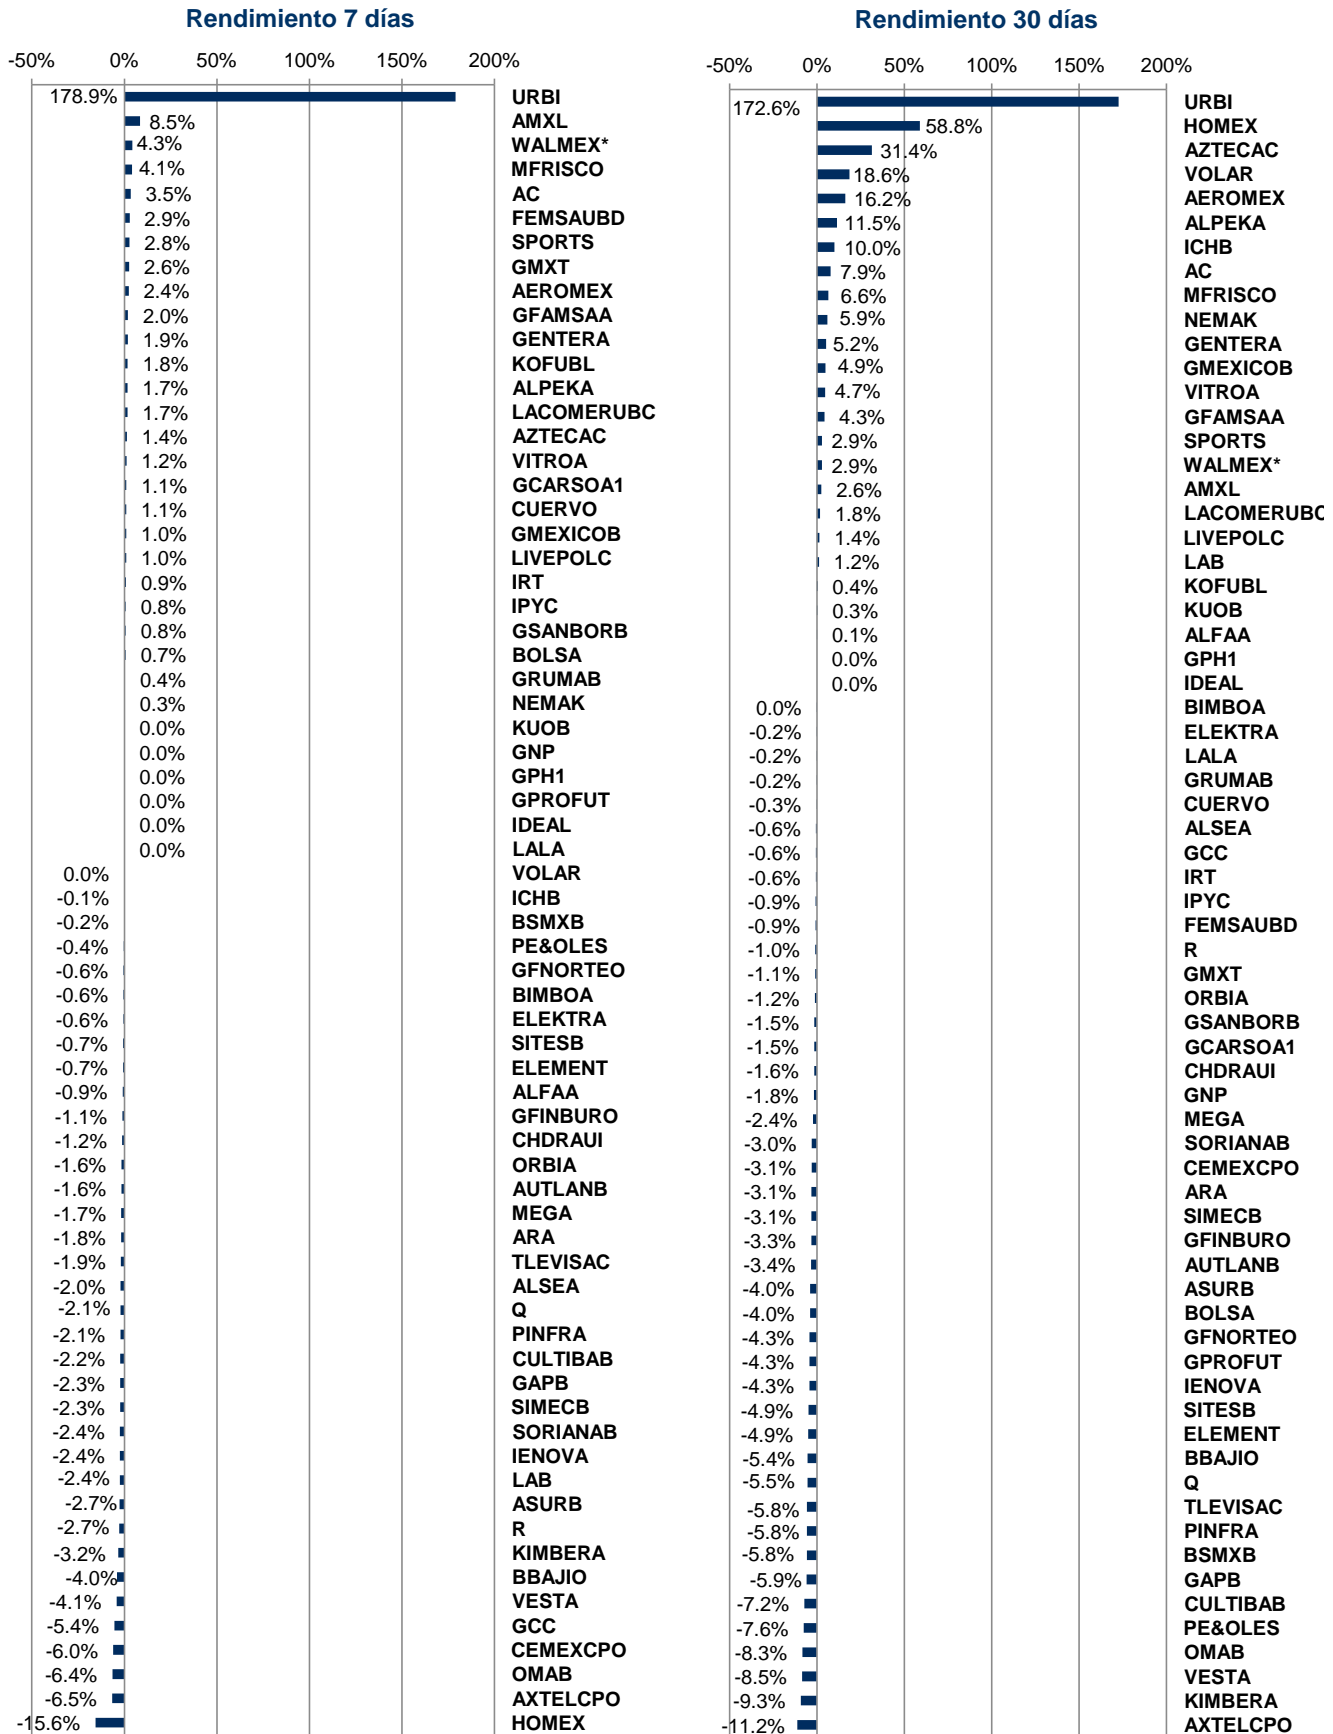 Rendimiento 7 días
-50% 0% 50% 100% 150% 200%
178.9% URBI
8.5% AMXL
4.3% WALMEX*
4.1% MFRISCO
3.5% AC
2.9% FEMSAUBD
2.8% SPORTS
2.6% GMXT
2.4% AEROMEX
2.0% GFAMSAA
1.9% GENTERA
1.8% KOFUBL
1.7% ALPEKA
1.7% LACOMERUBC
1.4% AZTECAC
1.2% VITROA
1.1% GCARSOA1
1.1% CUERVO
1.0% GMEXICOB
1.0% LIVEPOLC
0.9% IRT
0.8% IPYC
0.8% GSANBORB
0.7% BOLSA
0.4% GRUMAB
0.3% NEMAK
0.0% KUOB
0.0% GNP
0.0% GPH1
0.0% GPROFUT
0.0% IDEAL
0.0% LALA
0.0% VOLAR
-0.1% ICHB
-0.2% BSMXB
-0.4% PE&OLES
-0.6% GFNORTEO
-0.6% BIMBOA
-0.6% ELEKTRA
-0.7% SITESB
-0.7% ELEMENT
-0.9% ALFAA
-1.1% GFINBURO
-1.2% CHDRAUI
-1.6% ORBIA
-1.6% AUTLANB
-1.7% MEGA
-1.8% ARA
-1.9% TLEVISAC
-2.0% ALSEA
-2.1% Q
-2.1% PINFRA
-2.2% CULTIBAB
-2.3% GAPB
-2.3% SIMECB
-2.4% SORIANAB
-2.4% IENOVA
-2.4% LAB
-2.7% ASURB
-2.7% R
-3.2% KIMBERA
-4.0% BBAJIO
-4.1% VESTA
-5.4% GCC
-6.0% CEMEXCPO
-6.4% OMAB
-6.5% AXTELCPO
-15.6% HOMEX
Rendimiento 30 días
-50% 0% 50% 100% 150% 200%
172.6% URBI
58.8% HOMEX
31.4% AZTECAC
18.6% VOLAR
16.2% AEROMEX
11.5% ALPEKA
10.0% ICHB
7.9% AC
6.6% MFRISCO
5.9% NEMAK
5.2% GENTERA
4.9% GMEXICOB
4.7% VITROA
4.3% GFAMSAA
2.9% SPORTS
2.9% WALMEX*
2.6% AMXL
1.8% LACOMERUBC
1.4% LIVEPOLC
1.2% LAB
0.4% KOFUBL
0.3% KUOB
0.1% ALFAA
0.0% GPH1
0.0% IDEAL
0.0% BIMBOA
-0.2% ELEKTRA
-0.2% LALA
-0.2% GRUMAB
-0.3% CUERVO
-0.6% ALSEA
-0.6% GCC
-0.6% IRT
-0.9% IPYC
-0.9% FEMSAUBD
-1.0% R
-1.1% GMXT
-1.2% ORBIA
-1.5% GSANBORB
-1.5% GCARSOA1
-1.6% CHDRAUI
-1.8% GNP
-2.4% MEGA
-3.0% SORIANAB
-3.1% CEMEXCPO
-3.1% ARA
-3.1% SIMECB
-3.3% GFINBURO
-3.4% AUTLANB
-4.0% ASURB
-4.0% BOLSA
-4.3% GFNORTEO
-4.3% GPROFUT
-4.3% IENOVA
-4.9% SITESB
-4.9% ELEMENT
-5.4% BBAJIO
-5.5% Q
-5.8% TLEVISAC
-5.8% PINFRA
-5.8% BSMXB
-5.9% GAPB
-7.2% CULTIBAB
-7.6% PE&OLES
-8.3% OMAB
-8.5% VESTA
-9.3% KIMBERA
-11.2% AXTELCPO